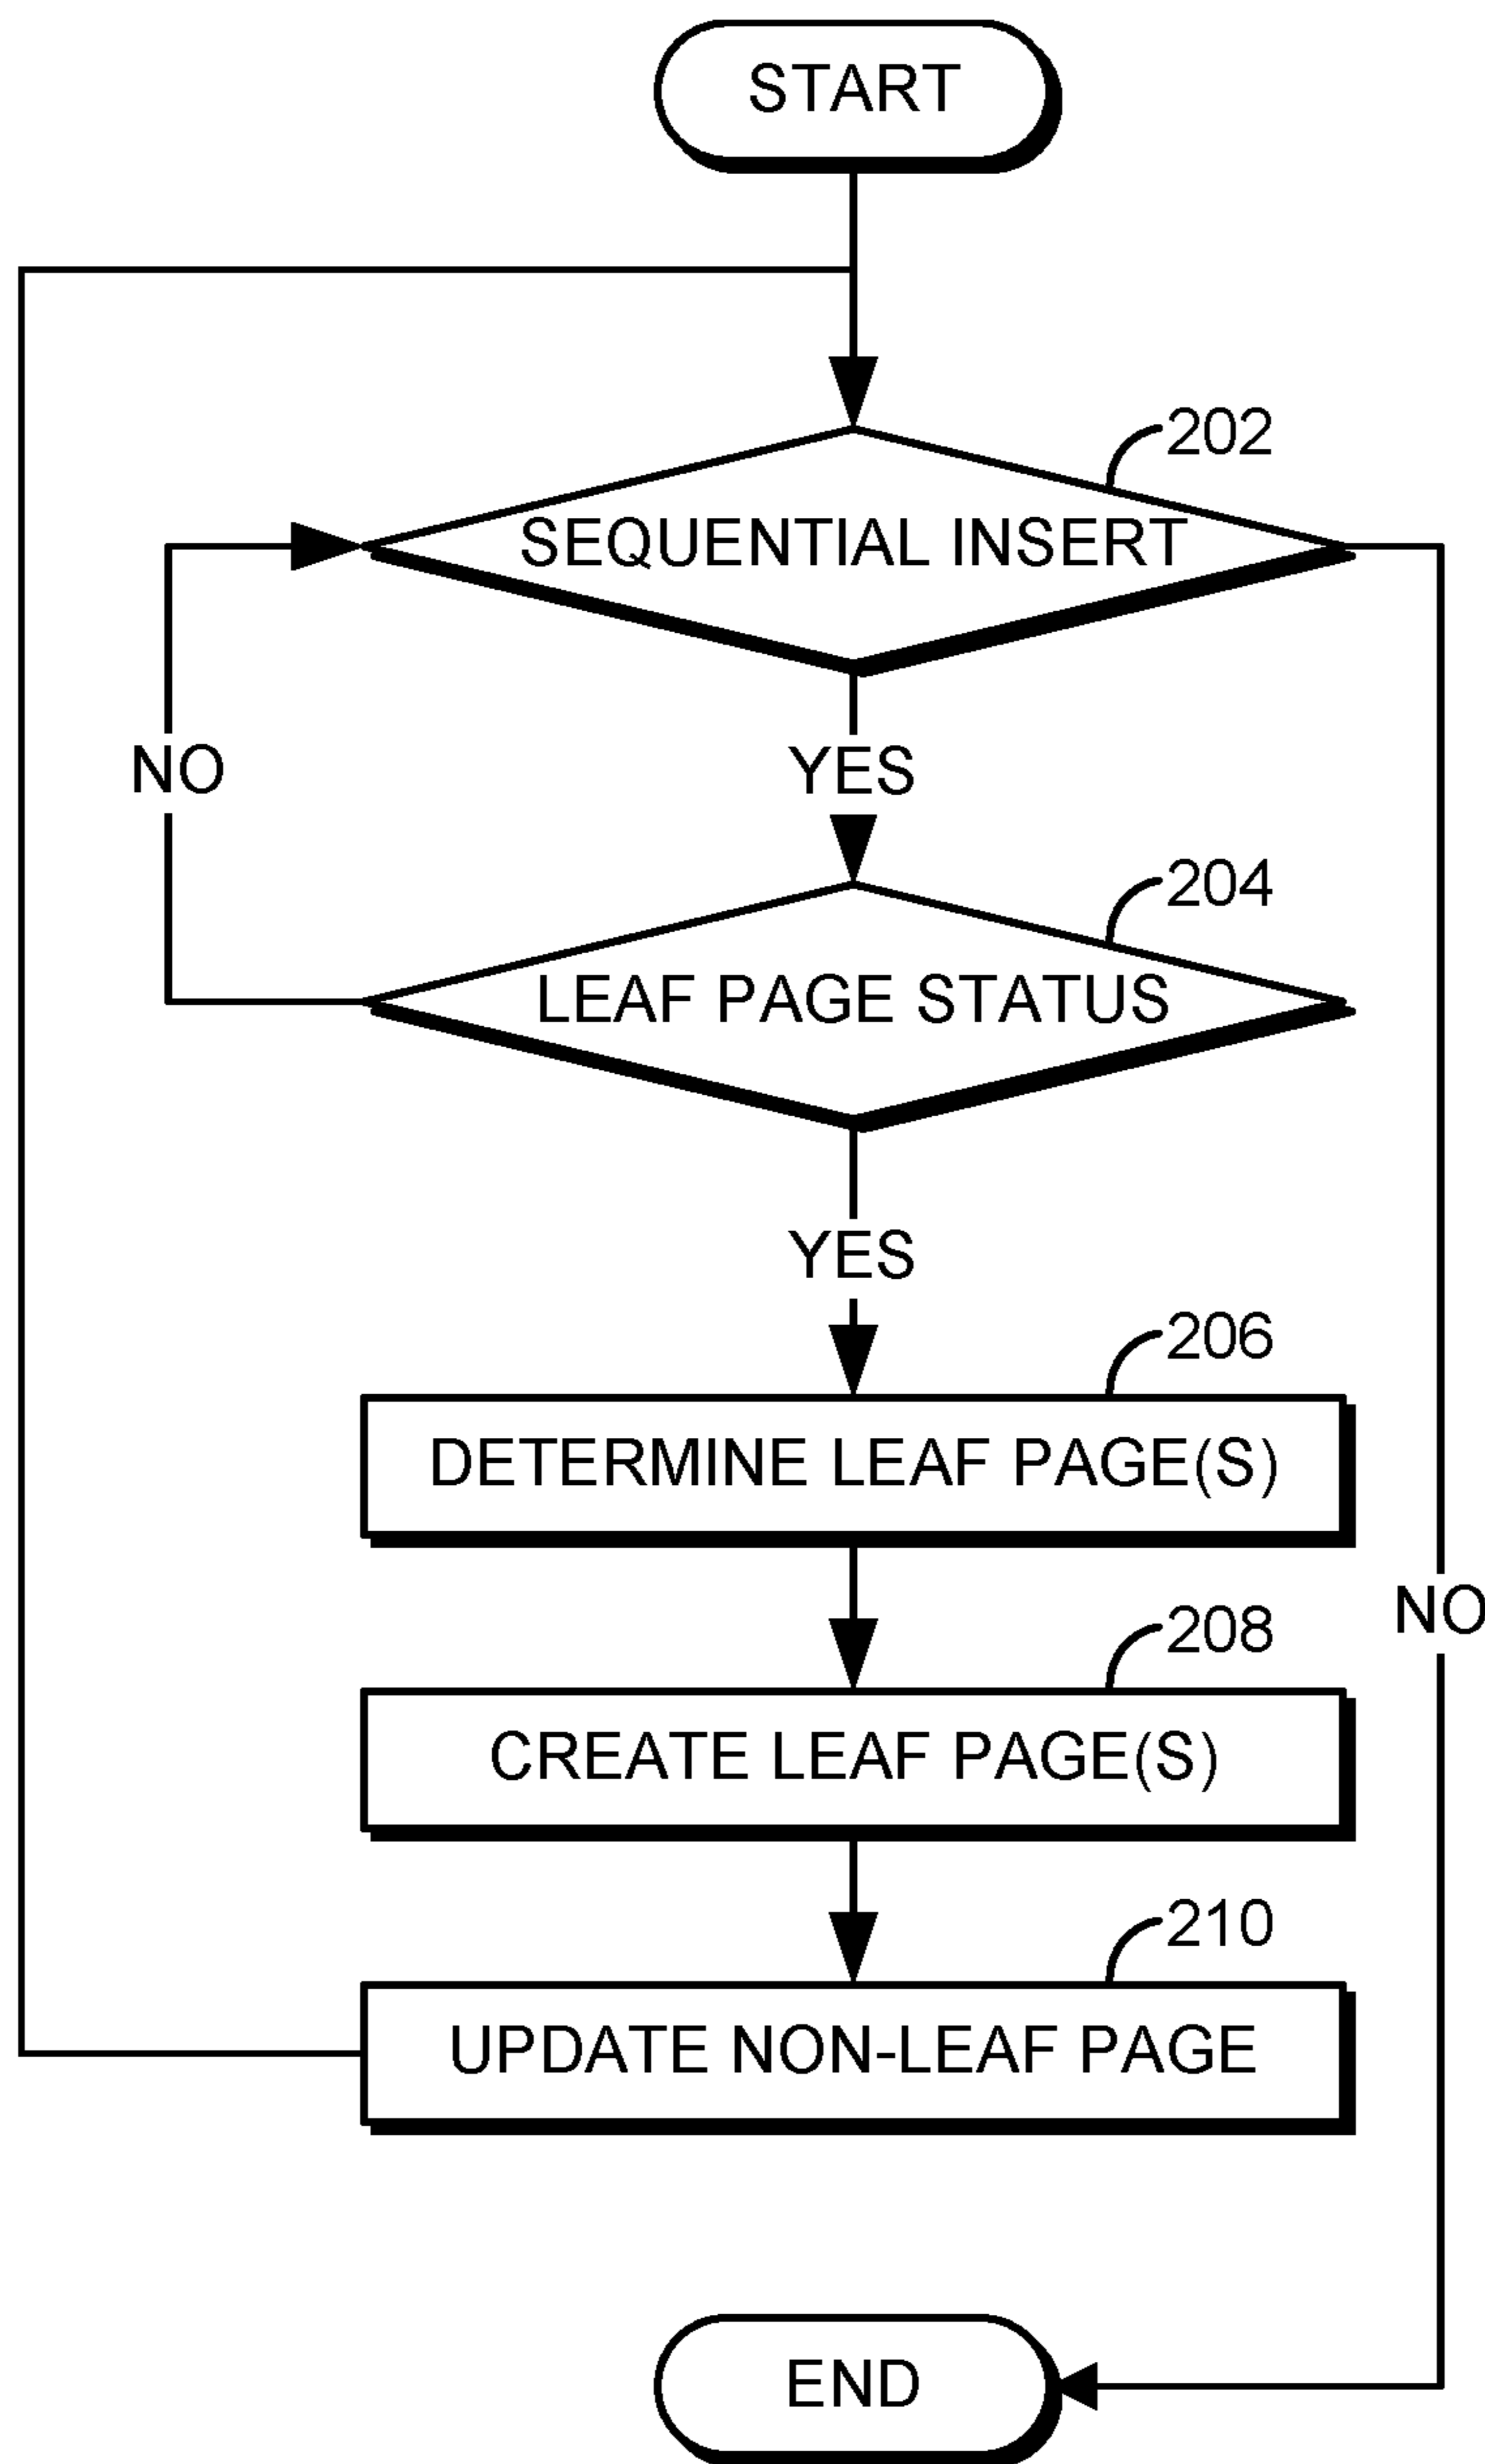 START
202
SEQUENTIAL INSERT
NO
YES
204
LEAF PAGE STATUS
YES
206
DETERMINE LEAF PAGE(S)
NO
208
CREATE LEAF PAGE(S)
210
UPDATE NON-LEAF PAGE
END